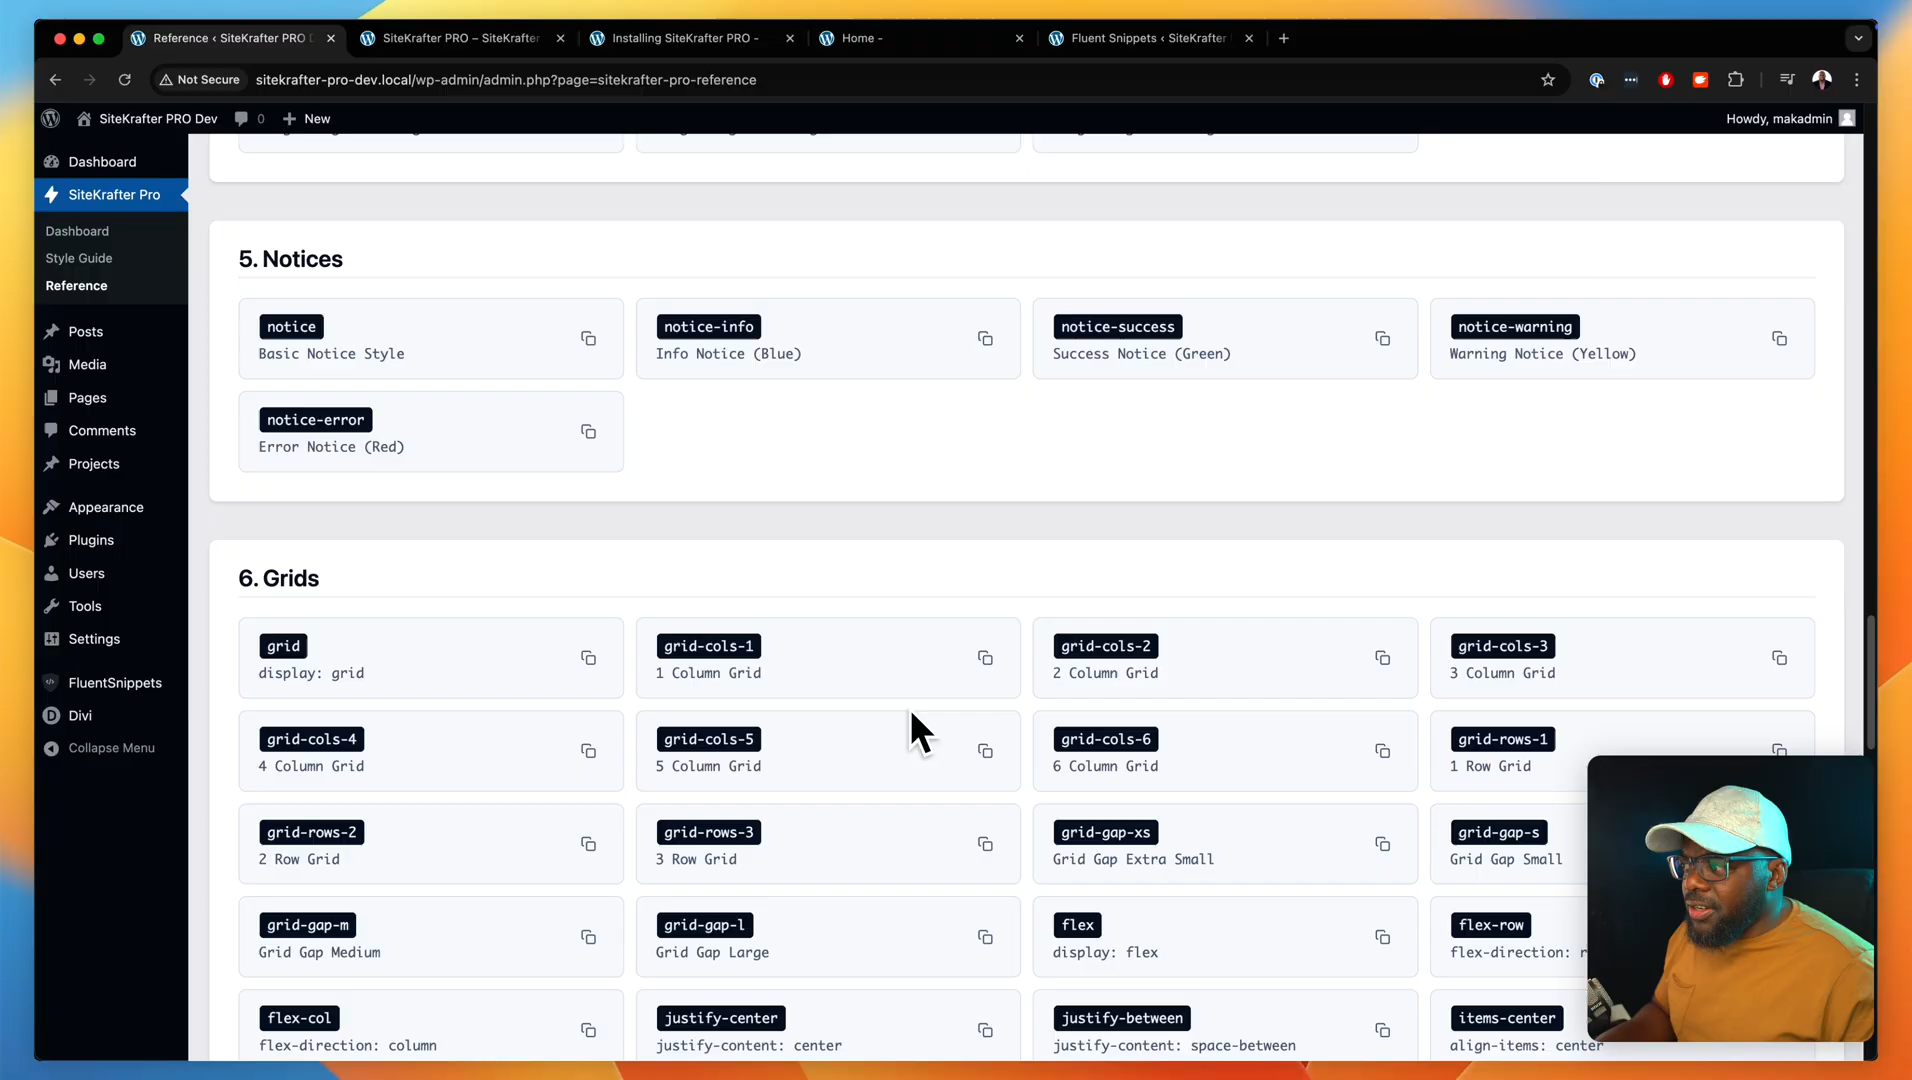 Reference ‹ SiteKrafter PRO D
SiteKrafter PRO – SiteKrafter
Installing SiteKrafter PRO -
Home -
Fluent Snippets ‹ SiteKrafter
Not Secure
sitekrafter-pro-dev.local/wp-admin/admin.php?page=sitekrafter-pro-reference
SiteKrafter PRO Dev
0
New
Howdy, makadmin
Dashboard
SiteKrafter Pro
Dashboard
Style Guide
Reference
Posts
Media
Pages
Comments
Projects
Appearance
Plugins
Users
Tools
Settings
FluentSnippets
Divi
Collapse Menu
5. Notices
notice
Basic Notice Style
notice-info
Info Notice (Blue)
notice-success
Success Notice (Green)
notice-warning
Warning Notice (Yellow)
notice-error
Error Notice (Red)
6. Grids
grid
display: grid
grid-cols-1
1 Column Grid
grid-cols-2
2 Column Grid
grid-cols-3
3 Column Grid
grid-cols-4
4 Column Grid
grid-cols-5
5 Column Grid
grid-cols-6
6 Column Grid
grid-rows-1
1 Row Grid
grid-rows-2
2 Row Grid
grid-rows-3
3 Row Grid
grid-gap-xs
Grid Gap Extra Small
grid-gap-s
Grid Gap Small
grid-gap-m
Grid Gap Medium
grid-gap-l
Grid Gap Large
flex
display: flex
flex-row
flex-direction: r
flex-col
flex-direction: column
justify-center
justify-content: center
justify-between
justify-content: space-between
items-center
align-items: center